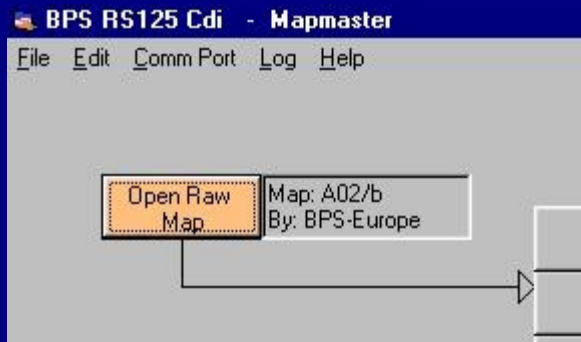 BPS RS125 Cdi - Mapmaster
File Edit Comm Port Log Help
Open Raw Map
Map: A02/b
By: BPS-Europe